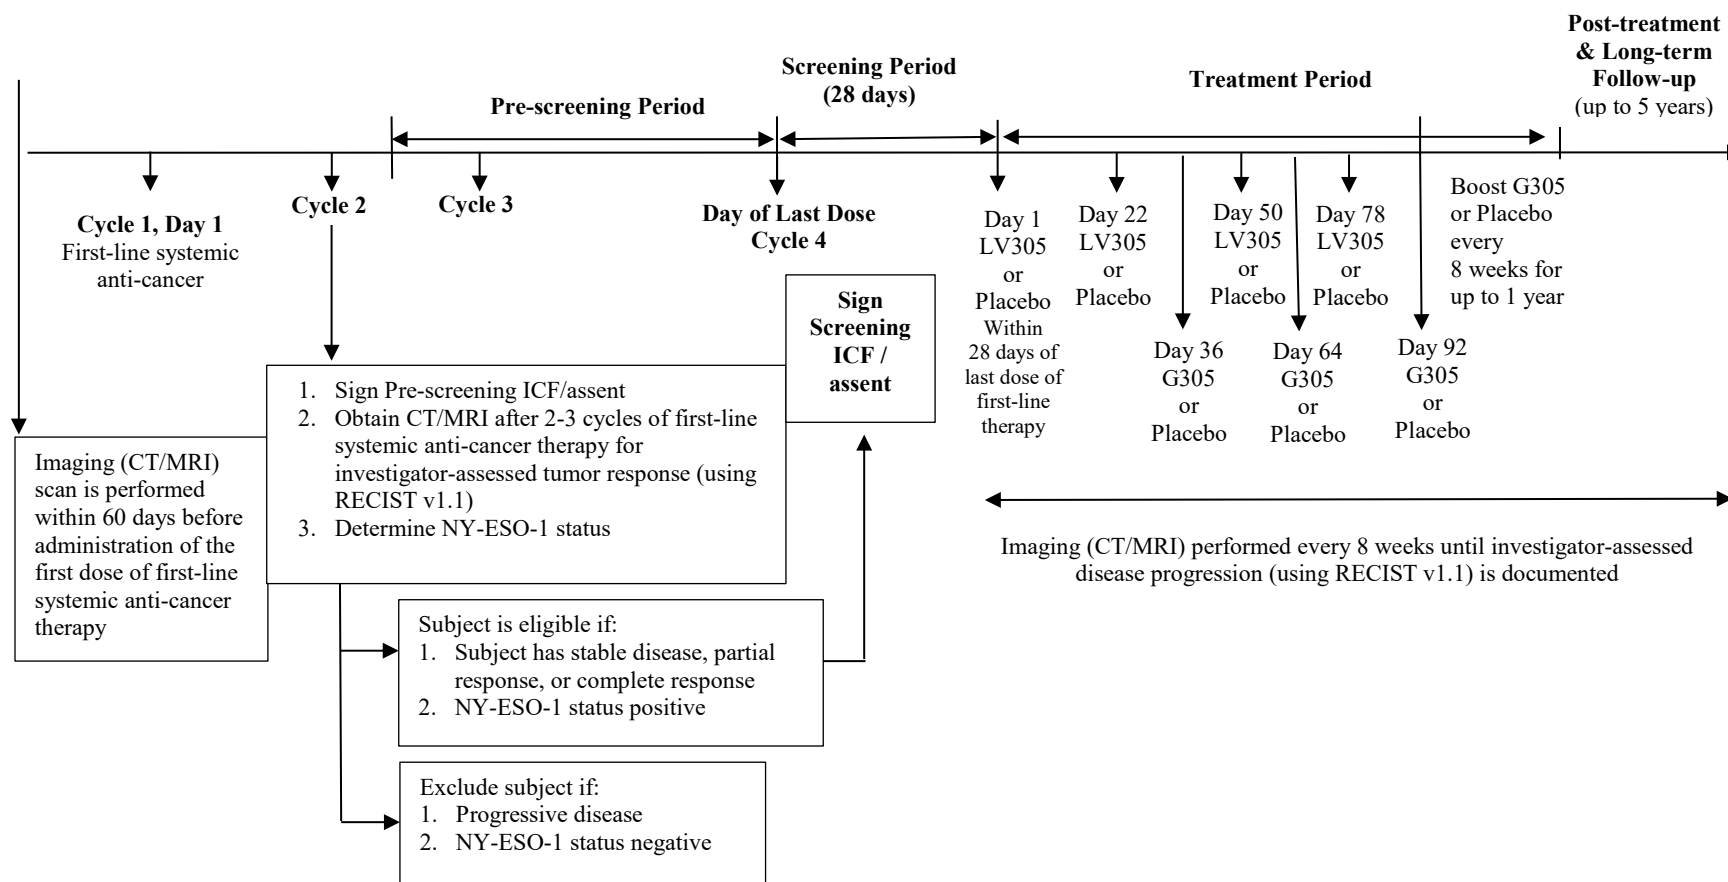 Post-treatment
& Long-term
Follow-up
(up to 5 years)
Screening Period
(28 days)
Treatment Period
Pre-screening Period
Cycle 1, Day 1
First-line systemic
anti-cancer
Cycle 2
Cycle 3
Day of Last Dose
Cycle 4
Day 1
LV305
or
Placebo
Within
28 days of
last dose of
first-line
therapy
Day 22
LV305
or
Placebo
Day 36
G305
or
Placebo
Day 50
LV305
or
Placebo
Day 64
G305
or
Placebo
Day 78
LV305
or
Placebo
Day 92
G305
or
Placebo
Boost G305
or Placebo
every
8 weeks for
up to 1 year
Sign
Screening
ICF /
assent
Imaging (CT/MRI)
scan is performed
within 60 days before
administration of the
first dose of first-line
systemic anti-cancer
therapy
1. Sign Pre-screening ICF/assent
2. Obtain CT/MRI after 2-3 cycles of first-line
systemic anti-cancer therapy for
investigator-assessed tumor response (using
RECIST v1.1)
3. Determine NY-ESO-1 status
Imaging (CT/MRI) performed every 8 weeks until investigator-assessed
disease progression (using RECIST v1.1) is documented
Subject is eligible if:
1. Subject has stable disease, partial
response, or complete response
2. NY-ESO-1 status positive
Exclude subject if:
1. Progressive disease
2. NY-ESO-1 status negative